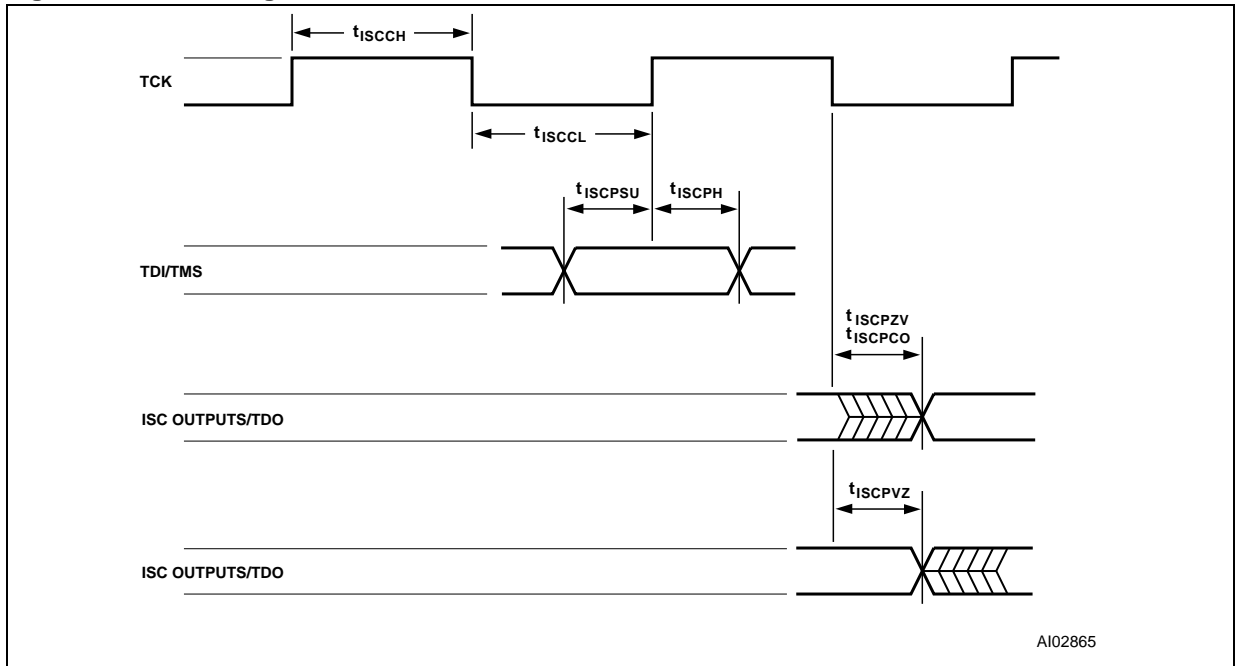 tISCCH
TCK
tISCCL
tISCPSU
tISCPH
TDI/TMS
tISCPZV
tISCPCO
ISC OUTPUTS/TDO
tISCPVZ
ISC OUTPUTS/TDO
AI02865